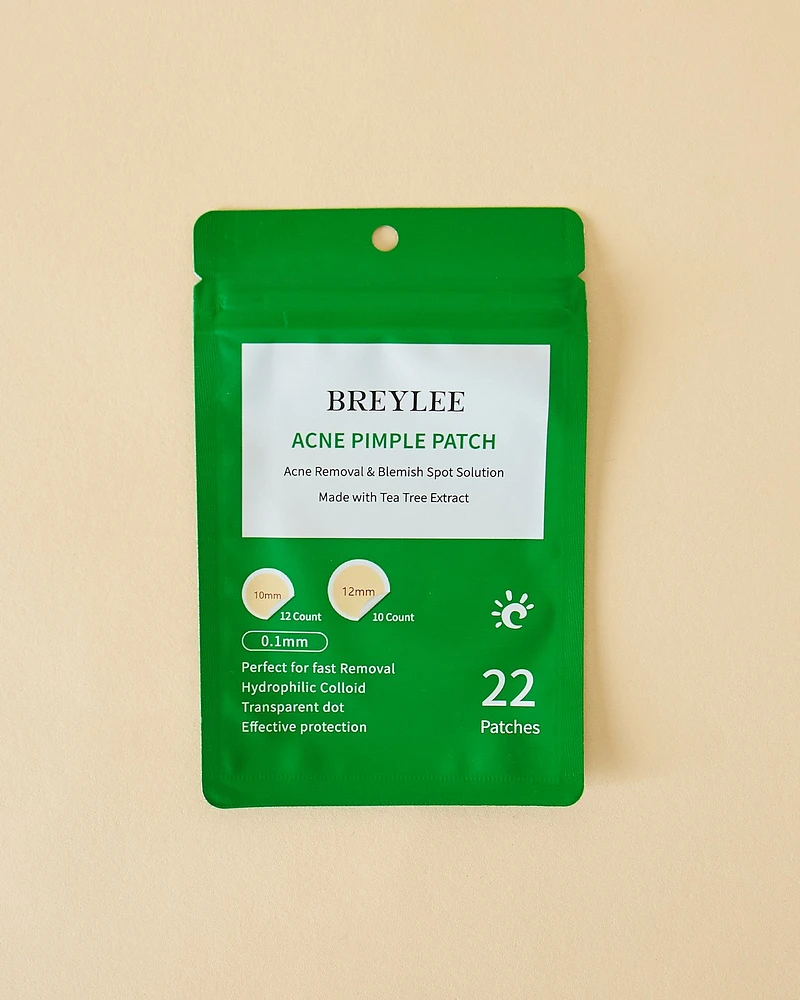 BREYLEE
ACNE PIMPLE PATCH
Acne Removal & Blemish Spot Solution
Made with Tea Tree Extract
10mm
12 Count
12mm
10 Count
0.1mm
Perfect for fast Removal
Hydrophilic Colloid
Transparent dot
Effective protection
22
Patches